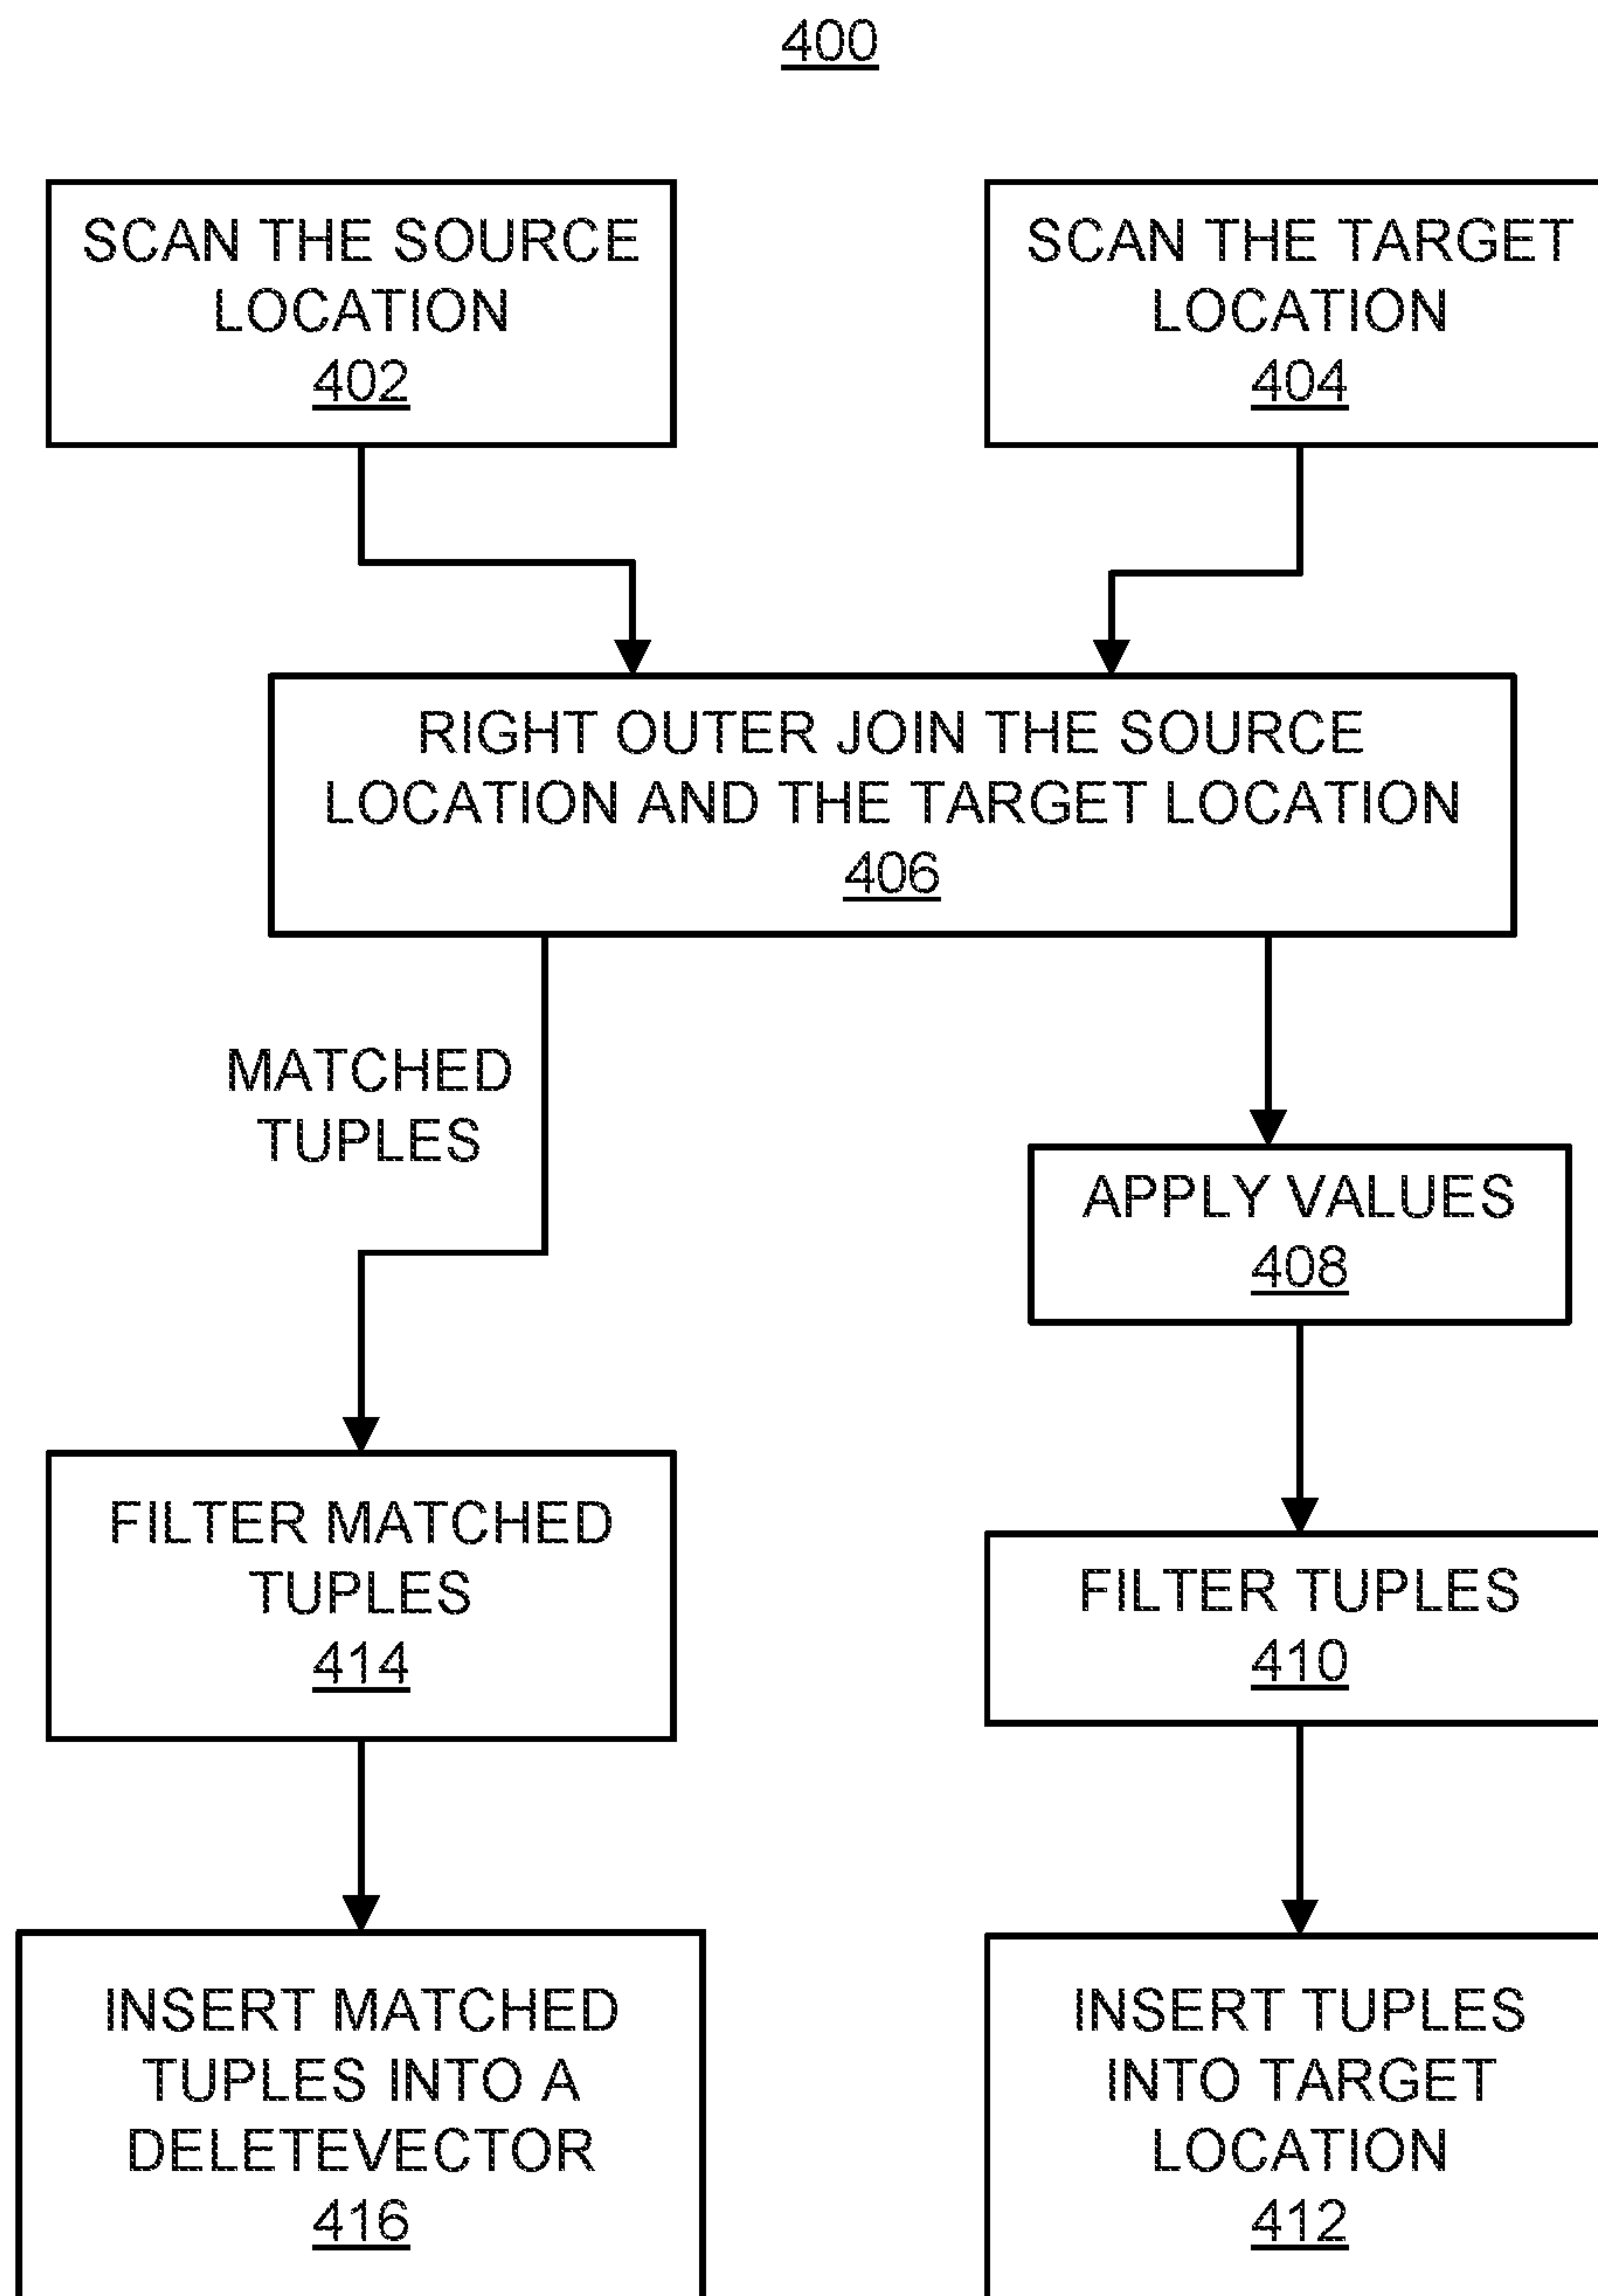 400
SCAN THE SOURCE
LOCATION
402
SCAN THE TARGET
LOCATION
404
RIGHT OUTER JOIN THE SOURCE
LOCATION AND THE TARGET LOCATION
406
MATCHED
TUPLES
APPLY VALUES
408
FILTER MATCHED
TUPLES
414
FILTER TUPLES
410
INSERT MATCHED
TUPLES INTO A
DELETEVECTOR
416
INSERT TUPLES
INTO TARGET
LOCATION
412